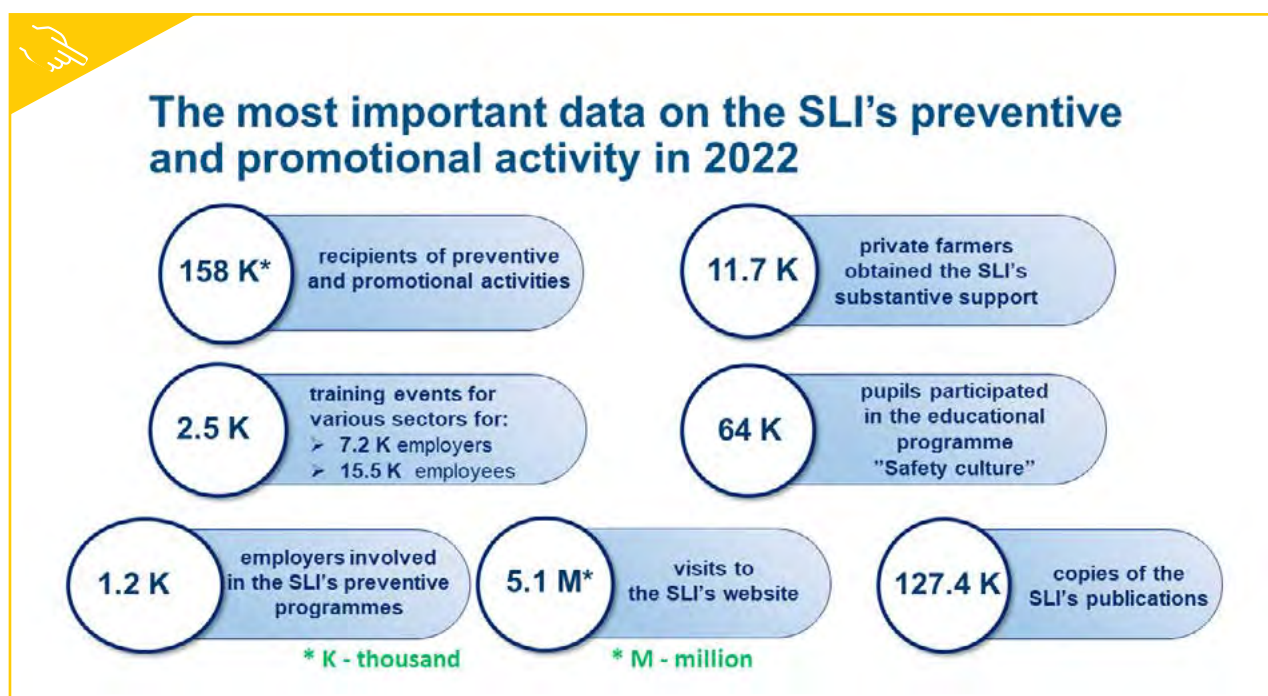 The most important data on the SLI's preventive
and promotional activity in 2022
158 K*
recipients of preventive
and promotional activities
11.7 K
private farmers
obtained the SLI's
substantive support
2.5 K
training events for
various sectors for:
➢ 7.2 K employers
➢ 15.5 K employees
64 K
pupils participated
in the educational
programme
"Safety culture"
1.2 K
employers involved
in the SLI's preventive
programmes
5.1 M*
visits to
the SLI's website
127.4 K
copies of the
SLI's publications
* K - thousand
* M - million